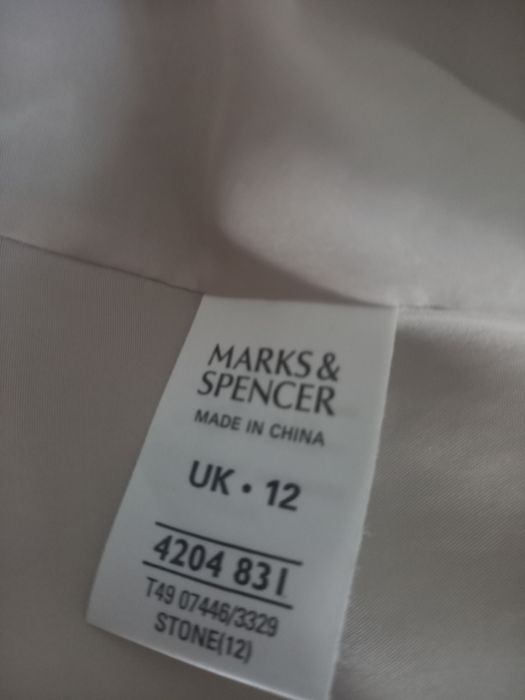 MARKS &
SPENCER
MADE IN CHINA
UK • 12
4204 831
T49 07446/3329
STONE(12)